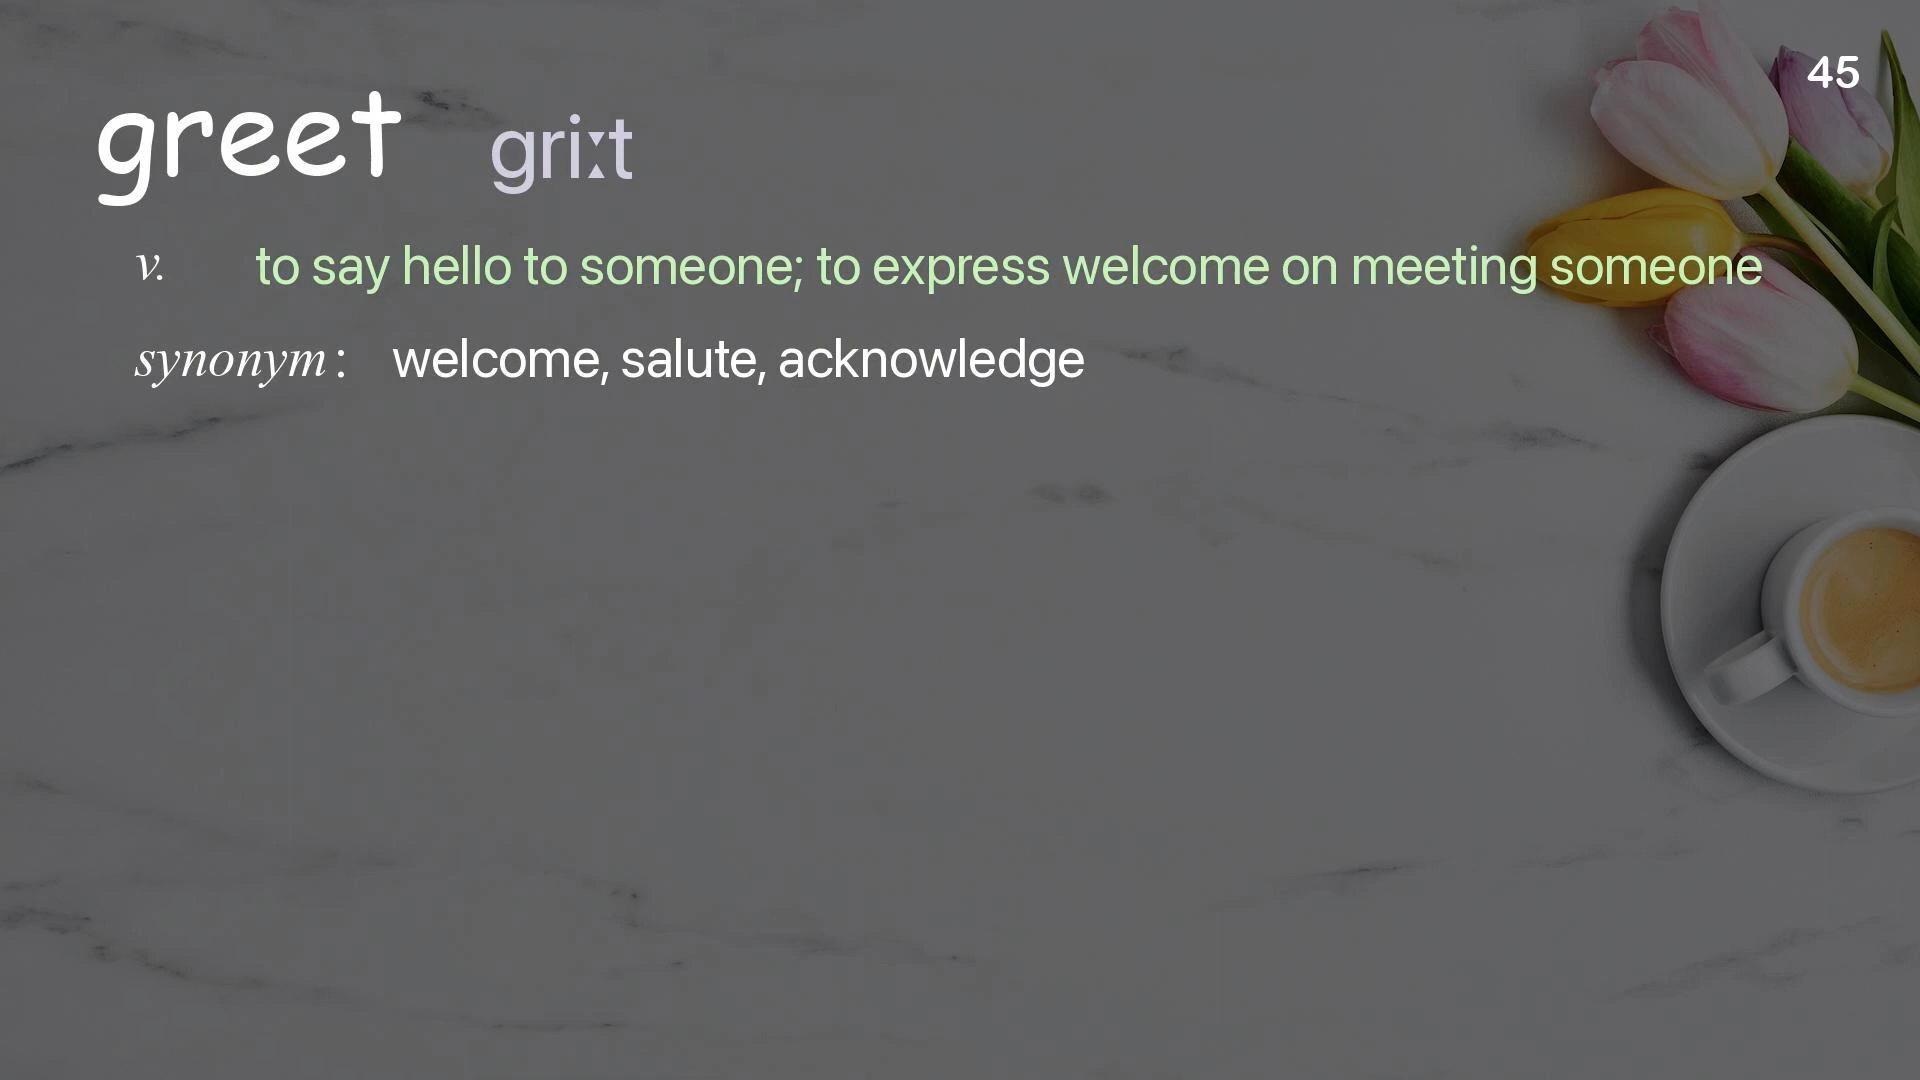 45
greet griːt
v. to say hello to someone; to express welcome on meeting someone
synonym : welcome, salute, acknowledge